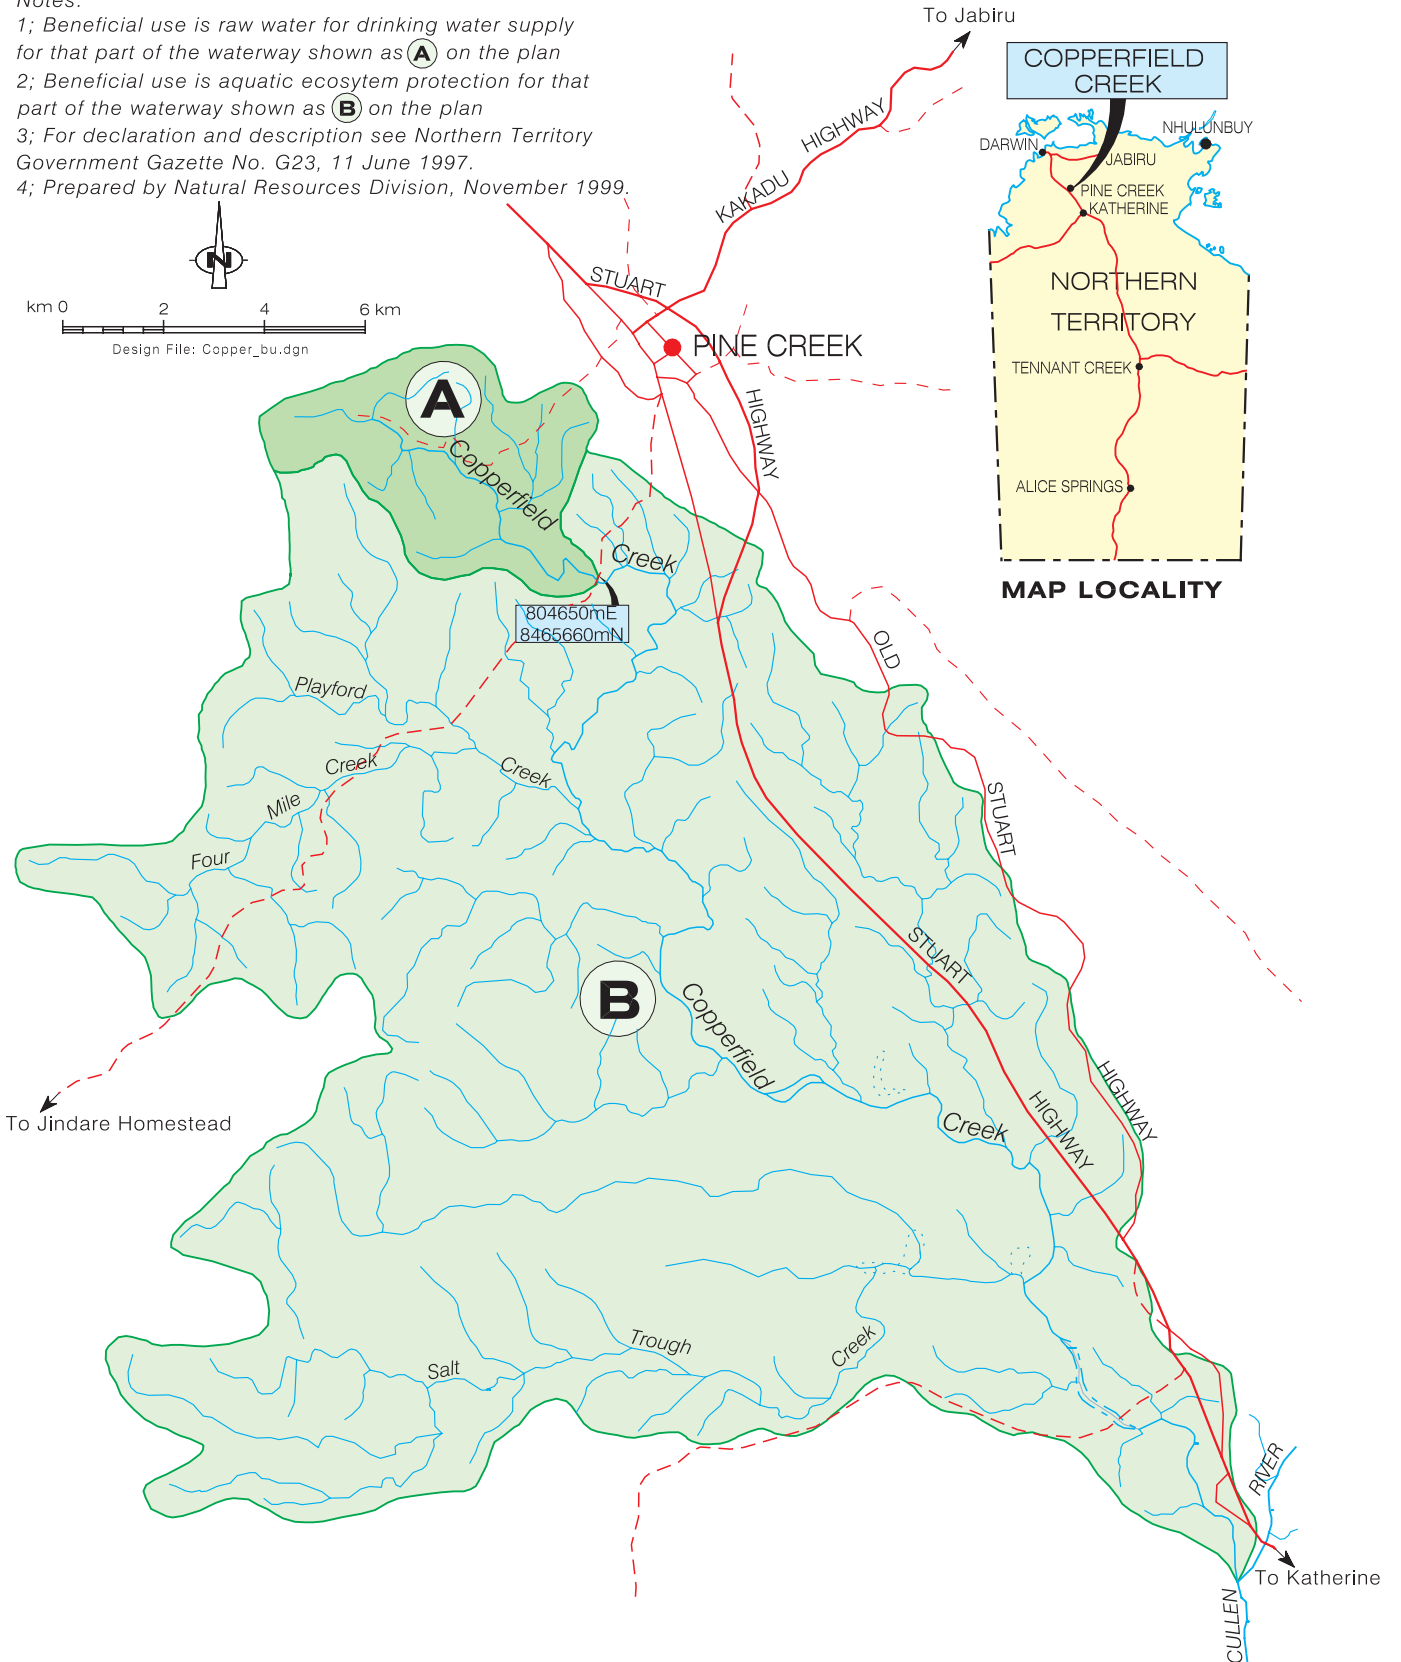 Notes:
1; Beneficial use is raw water for drinking water supply
for that part of the waterway shown as A on the plan
2; Beneficial use is aquatic ecosytem protection for that
part of the waterway shown as B on the plan
3; For declaration and description see Northern Territory
Government Gazette No. G23, 11 June 1997.
4; Prepared by Natural Resources Division, November 1999.
N
km 0 2 4 6 km
Design File: Copper_bu.dgn
To Jabiru
KAKADU HIGHWAY
COPPERFIELD
CREEK
DARWIN
NHULUNBUY
JABIRU
PINE CREEK
KATHERINE
NORTHERN
TERRITORY
TENNANT CREEK
ALICE SPRINGS
MAP LOCALITY
STUART
HIGHWAY
PINE CREEK
A
Copperfield
Creek
804650mE
8465660mN
OLD
STUART
HIGHWAY
Playford
Creek
Four
Mile
Creek
STUART
HIGHWAY
B
Copperfield
Creek
To Jindare Homestead
Salt
Trough
Creek
RIVER
CULLEN
To Katherine